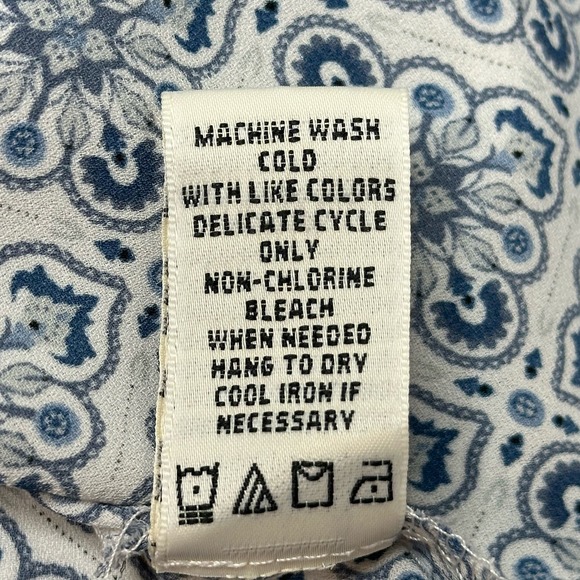 MACHINE WASH
COLD
WITH LIKE COLORS
DELICATE CYCLE
ONLY
NON-CHLORINE
BLEACH
WHEN NEEDED
HANG TO DRY
COOL IRON IF
NECESSARY